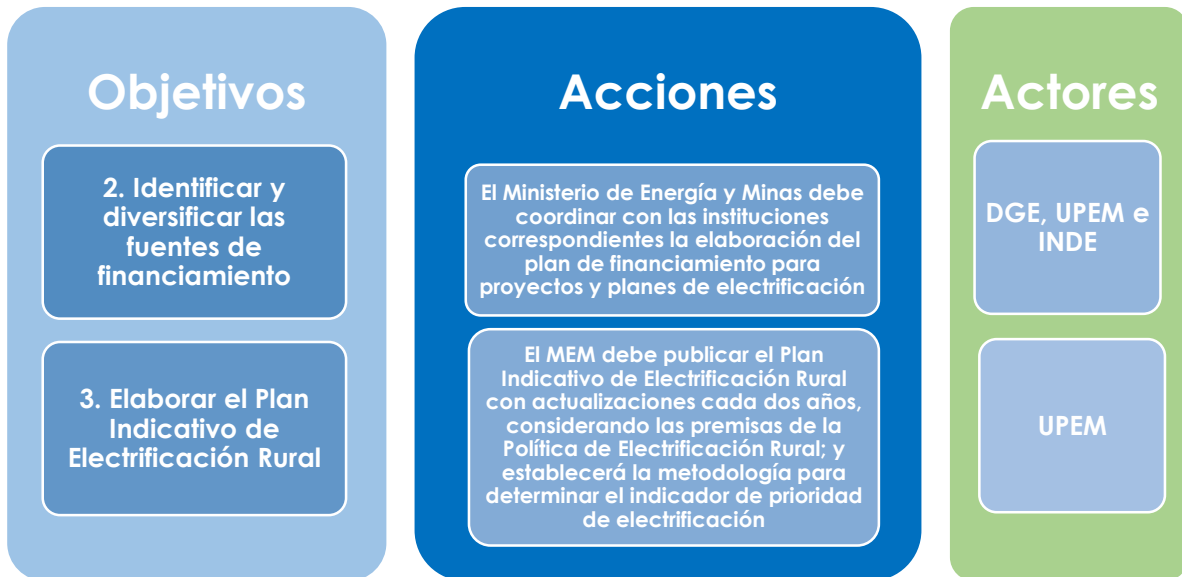 Objetivos
2. Identificar y
diversificar las
fuentes de
financiamiento
3. Elaborar el Plan
Indicativo de
Electrificación Rural
Acciones
El Ministerio de Energía y Minas debe
coordinar con las instituciones
correspondientes la elaboración del
plan de financiamiento para
proyectos y planes de electrificación
El MEM debe publicar el Plan
Indicativo de Electrificación Rural
con actualizaciones cada dos años,
considerando las premisas de la
Política de Electrificación Rural; y
establecerá la metodología para
determinar el indicador de prioridad
de electrificación
Actores
DGE, UPEM e
INDE
UPEM